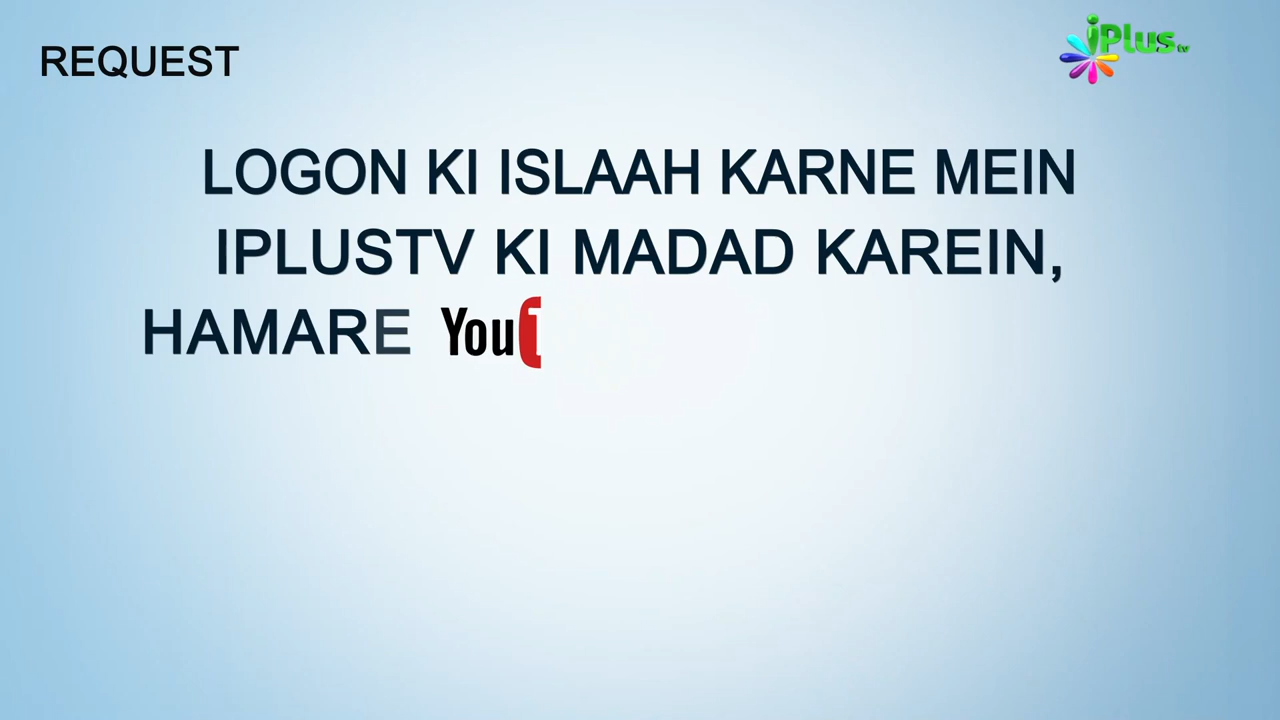 REQUEST
iPlus tv
LOGON KI ISLAAH KARNE MEIN
IPLUSTV KI MADAD KAREIN,
HAMARE You